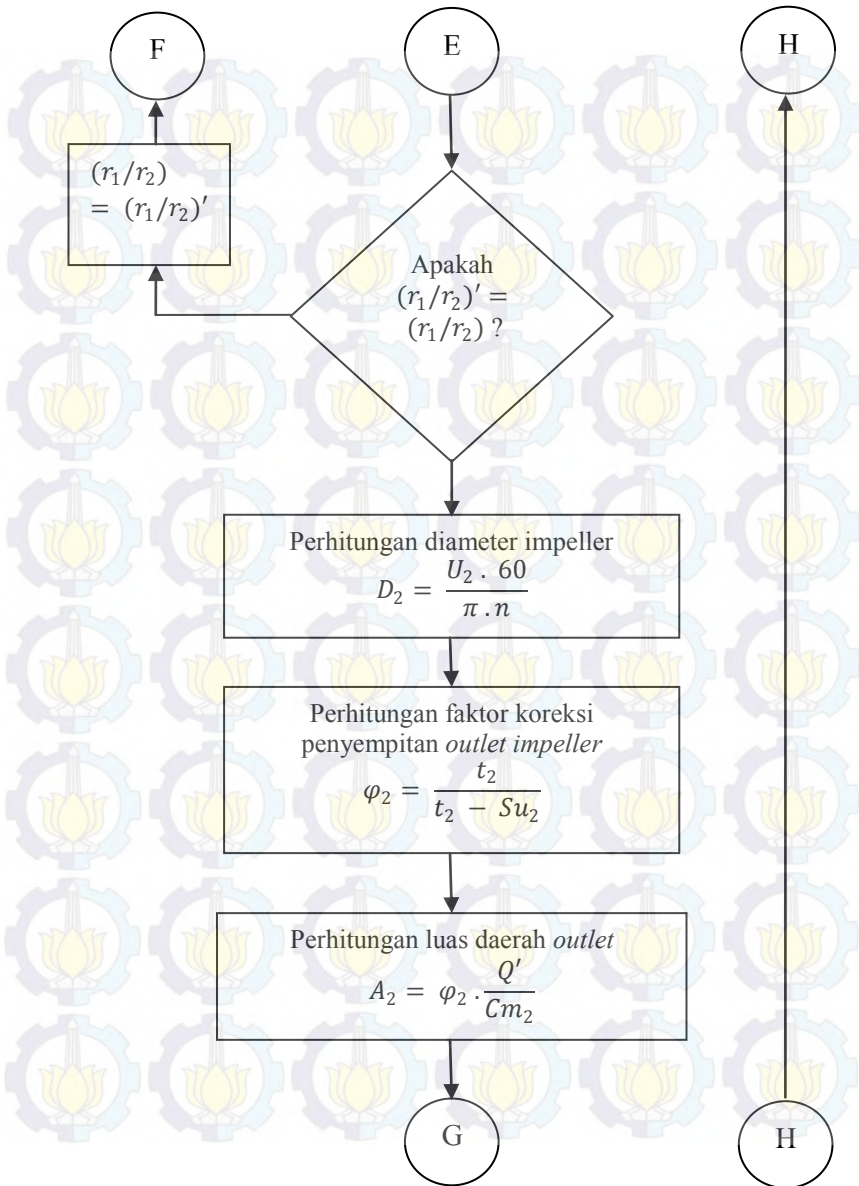 F
E
H
(r₁/r₂)
= (r₁/r₂)′
Apakah
(r₁/r₂)′ =
(r₁/r₂) ?
Perhitungan diameter impeller
D₂ = (U₂ . 60) / (π . n)
Perhitungan faktor koreksi
penyempitan outlet impeller
φ₂ = t₂ / (t₂ − Su₂)
Perhitungan luas daerah outlet
A₂ = φ₂ . Q′ / Cm₂
G
H